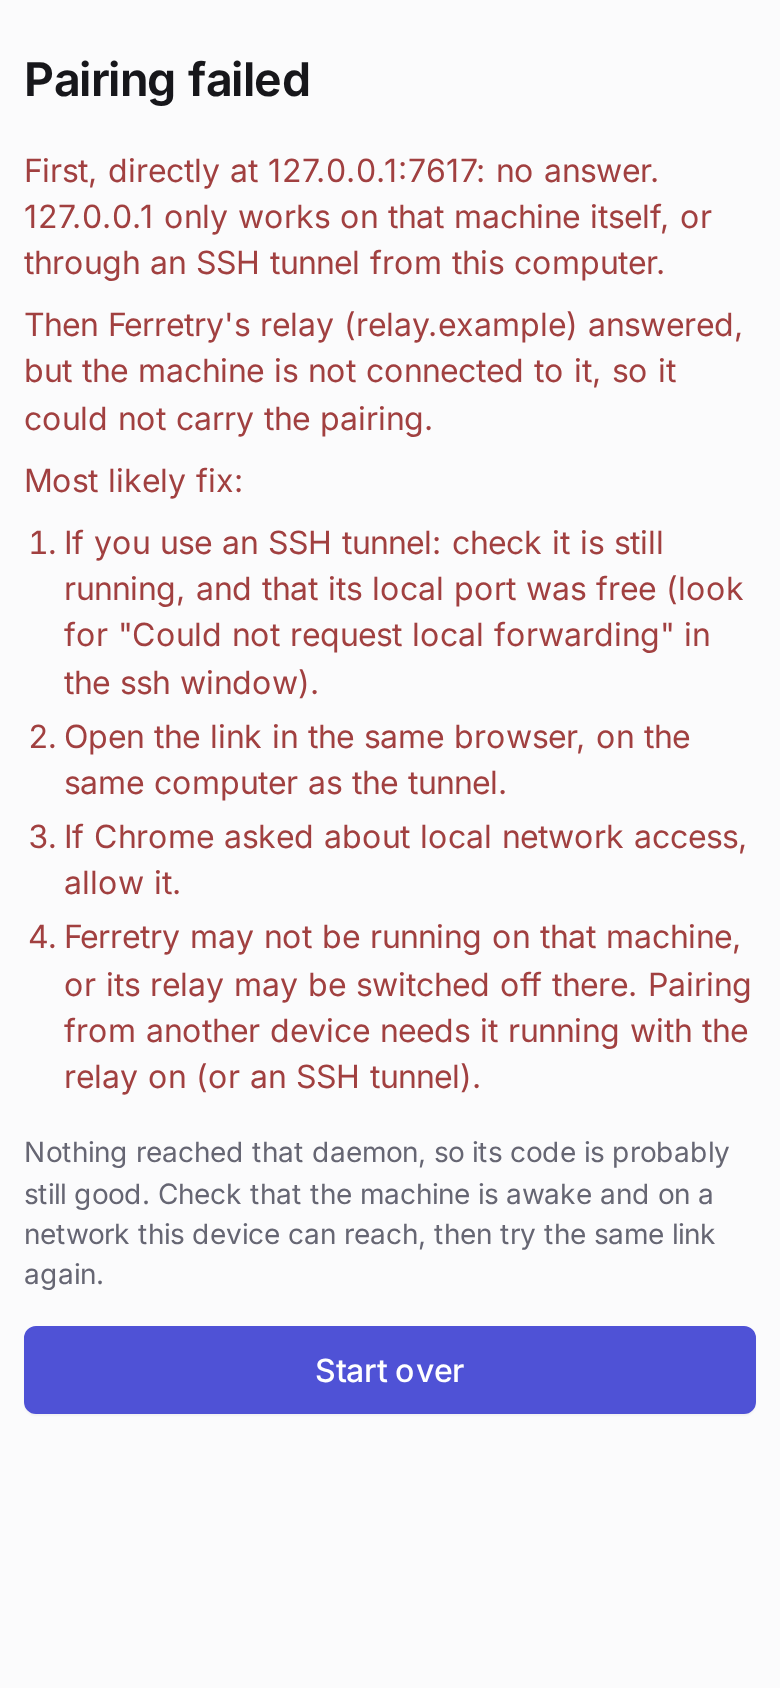 Pairing failed
First, directly at 127.0.0.1:7617: no answer.
127.0.0.1 only works on that machine itself, or
through an SSH tunnel from this computer.
Then Ferretry's relay (relay.example) answered,
but the machine is not connected to it, so it
could not carry the pairing.
Most likely fix:
1. If you use an SSH tunnel: check it is still
running, and that its local port was free (look
for "Could not request local forwarding" in
the ssh window).
2. Open the link in the same browser, on the
same computer as the tunnel.
3. If Chrome asked about local network access,
allow it.
4. Ferretry may not be running on that machine,
or its relay may be switched off there. Pairing
from another device needs it running with the
relay on (or an SSH tunnel).
Nothing reached that daemon, so its code is probably
still good. Check that the machine is awake and on a
network this device can reach, then try the same link
again.
Start over